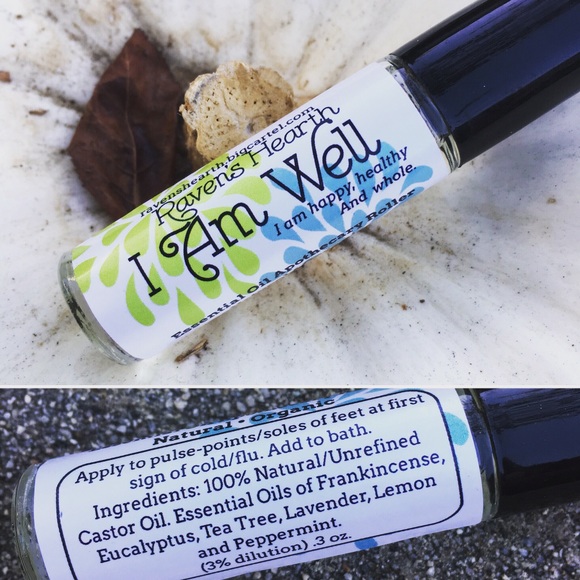 ravenshearth.bigcartel.com
Raven's Hearth
I Am Well
I am happy, healthy
And whole.
Essential Oil Apothecary Roller
Natural • Organic
Apply to pulse-points/soles of feet at first
sign of cold/flu. Add to bath.
Ingredients: 100% Natural/Unrefined
Castor Oil. Essential Oils of Frankincense,
Eucalyptus, Tea Tree, Lavender, Lemon
and Peppermint.
(3% dilution) .3 oz.